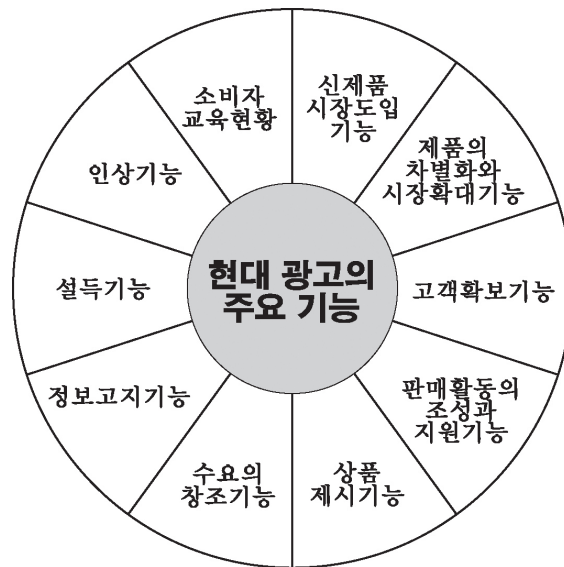 현대 광고의
주요 기능
신제품
시장도입
기능
제품의
차별화와
시장확대기능
고객확보기능
판매활동의
조성과
지원기능
상품
제시기능
수요의
창조기능
정보고지기능
설득기능
인상기능
소비자
교육현황